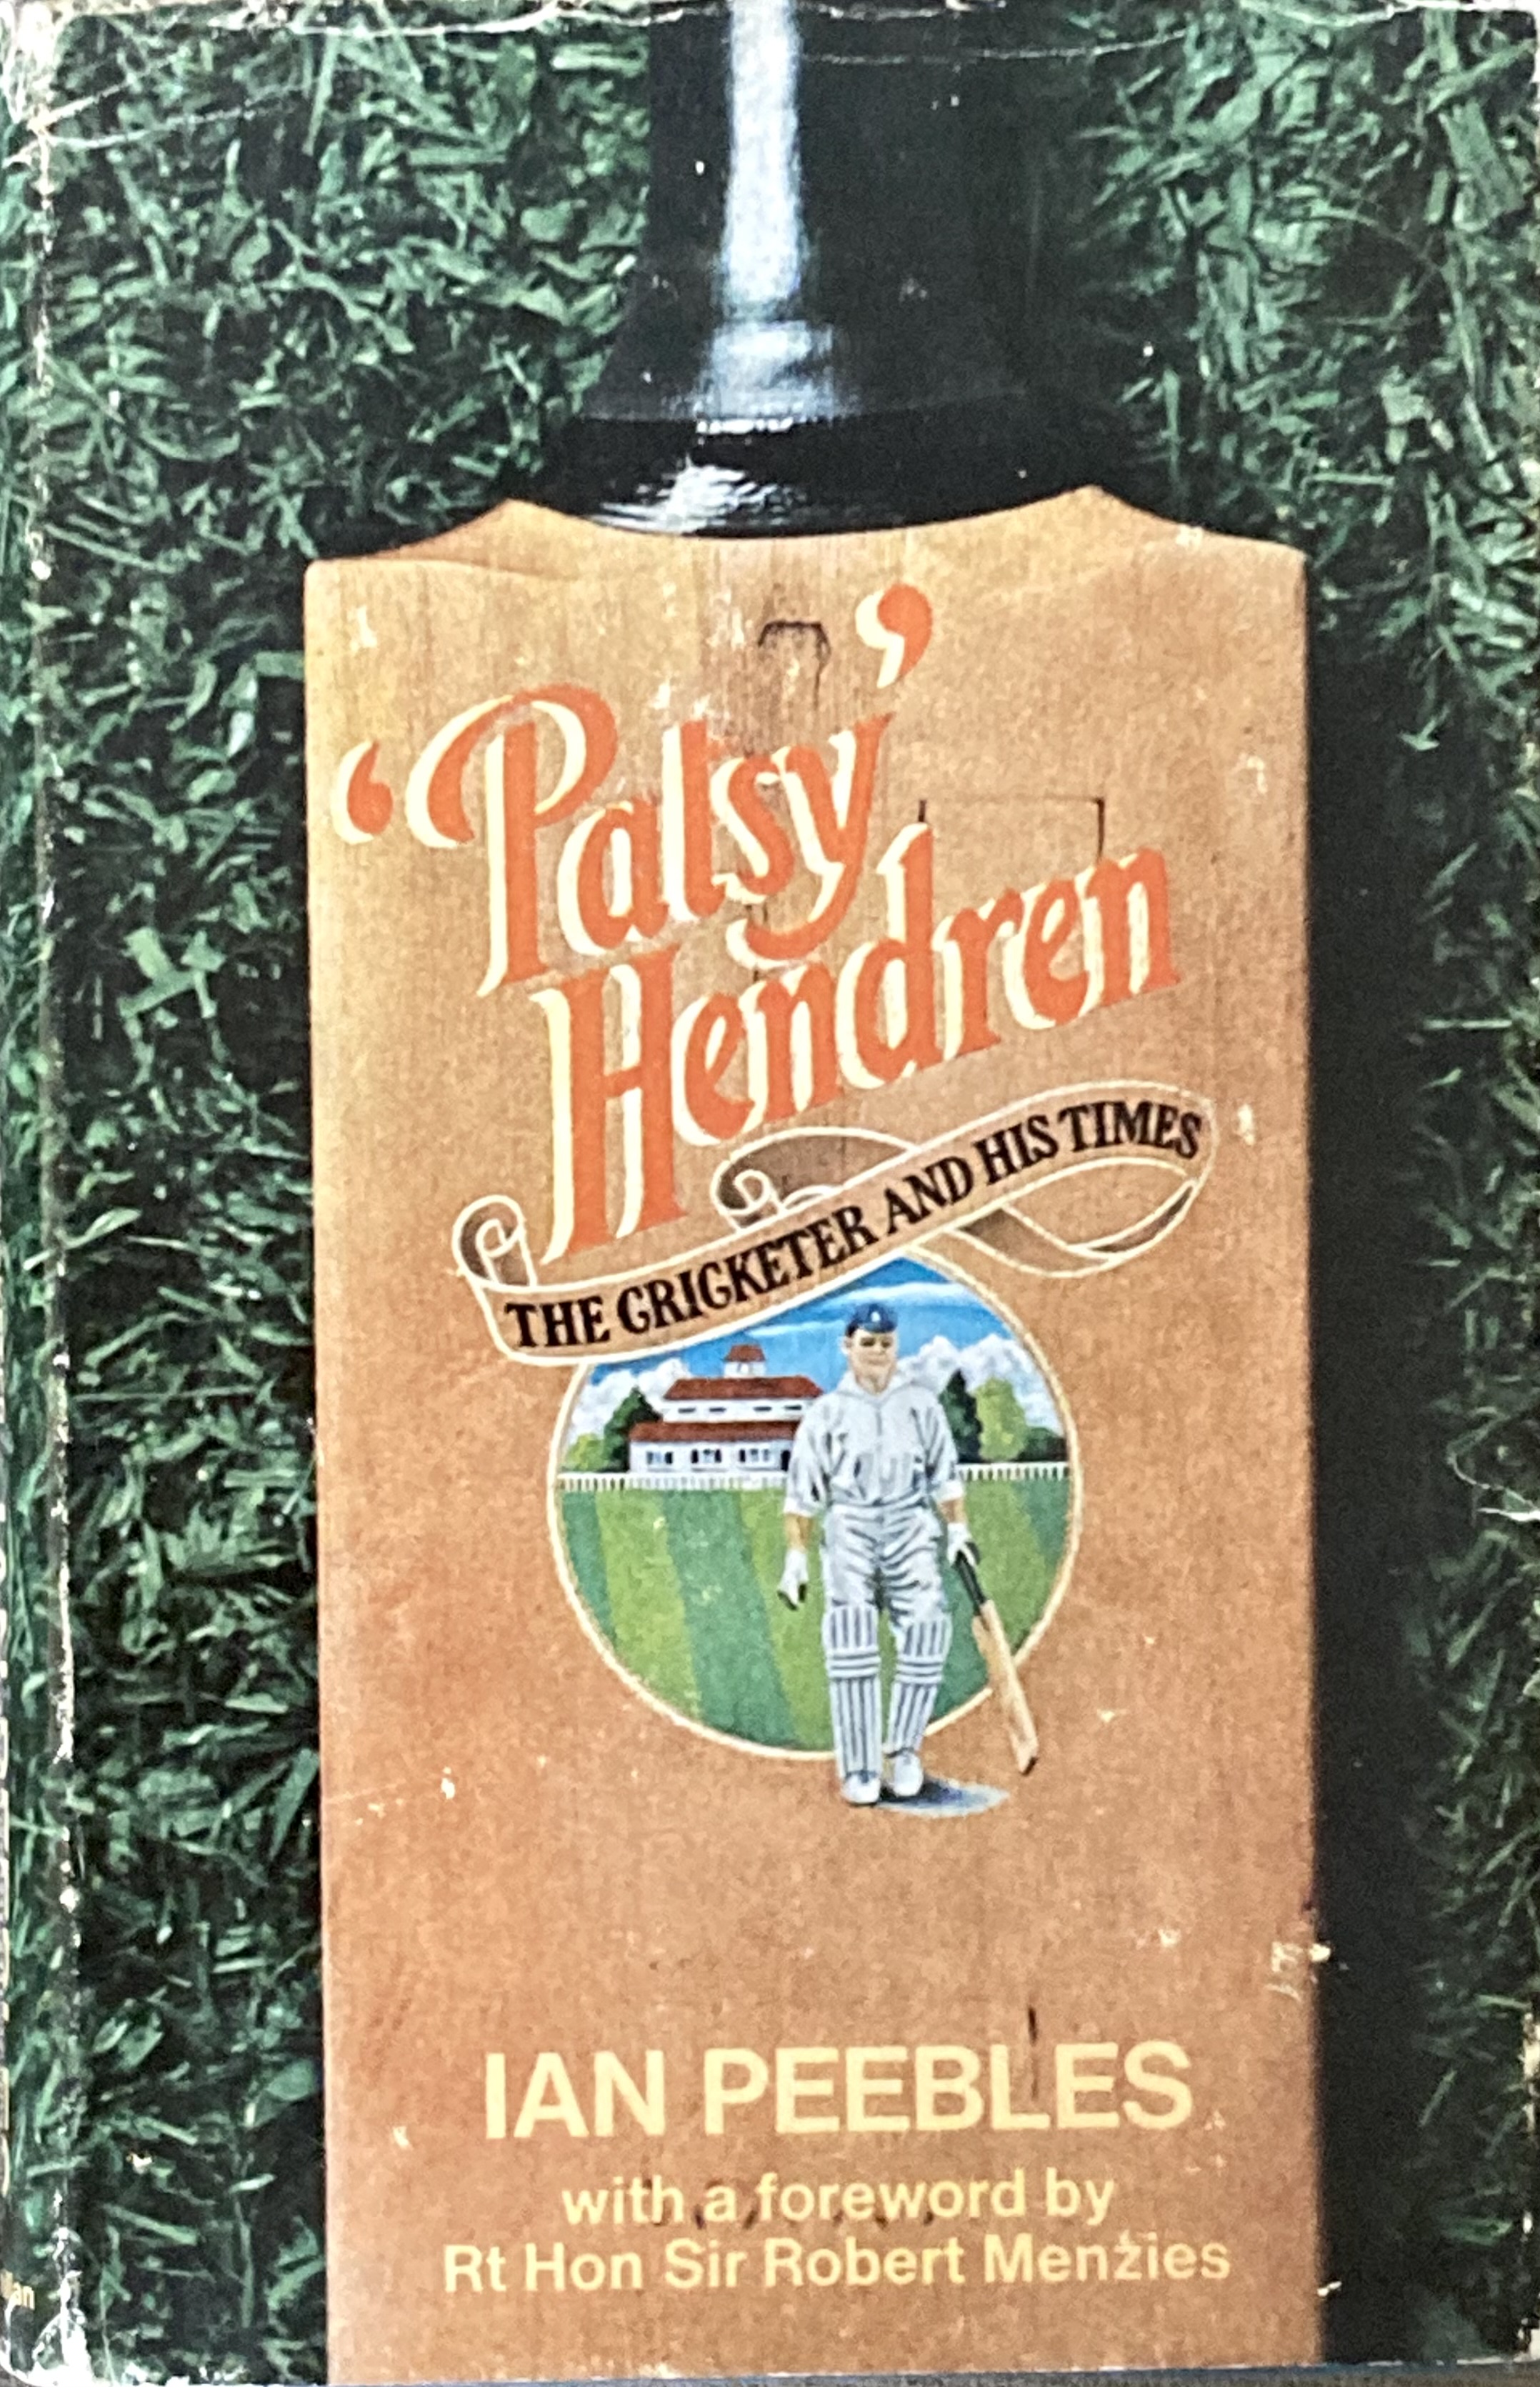 ‘Patsy’
Hendren
THE CRICKETER AND HIS TIMES
IAN PEEBLES
with a foreword by
Rt Hon Sir Robert Menzies